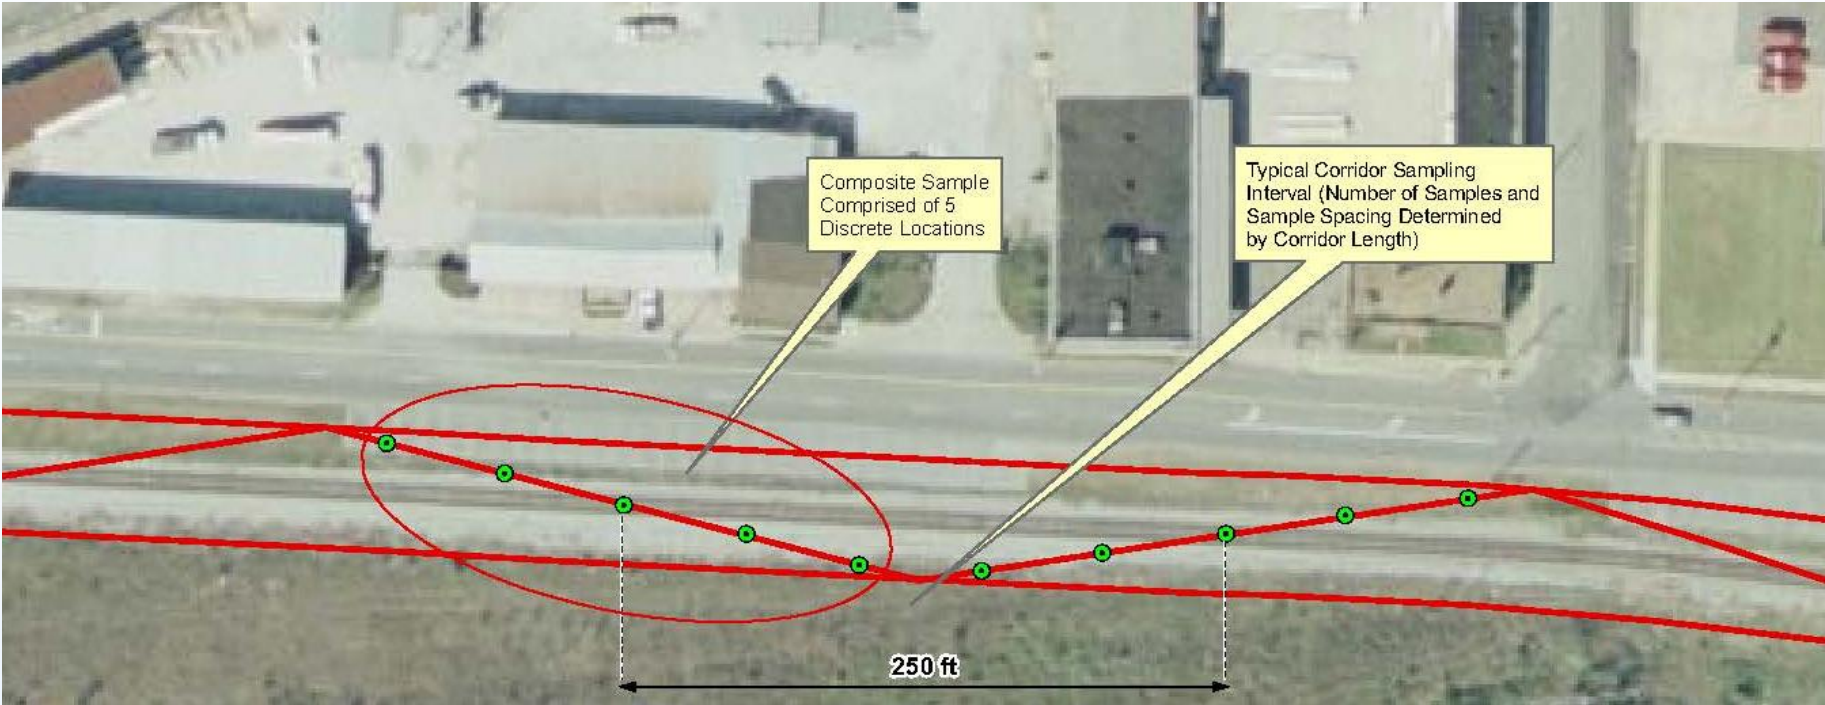 Composite Sample
Comprised of 5
Discrete Locations
Typical Corridor Sampling
Interval (Number of Samples and
Sample Spacing Determined
by Corridor Length)
250 ft